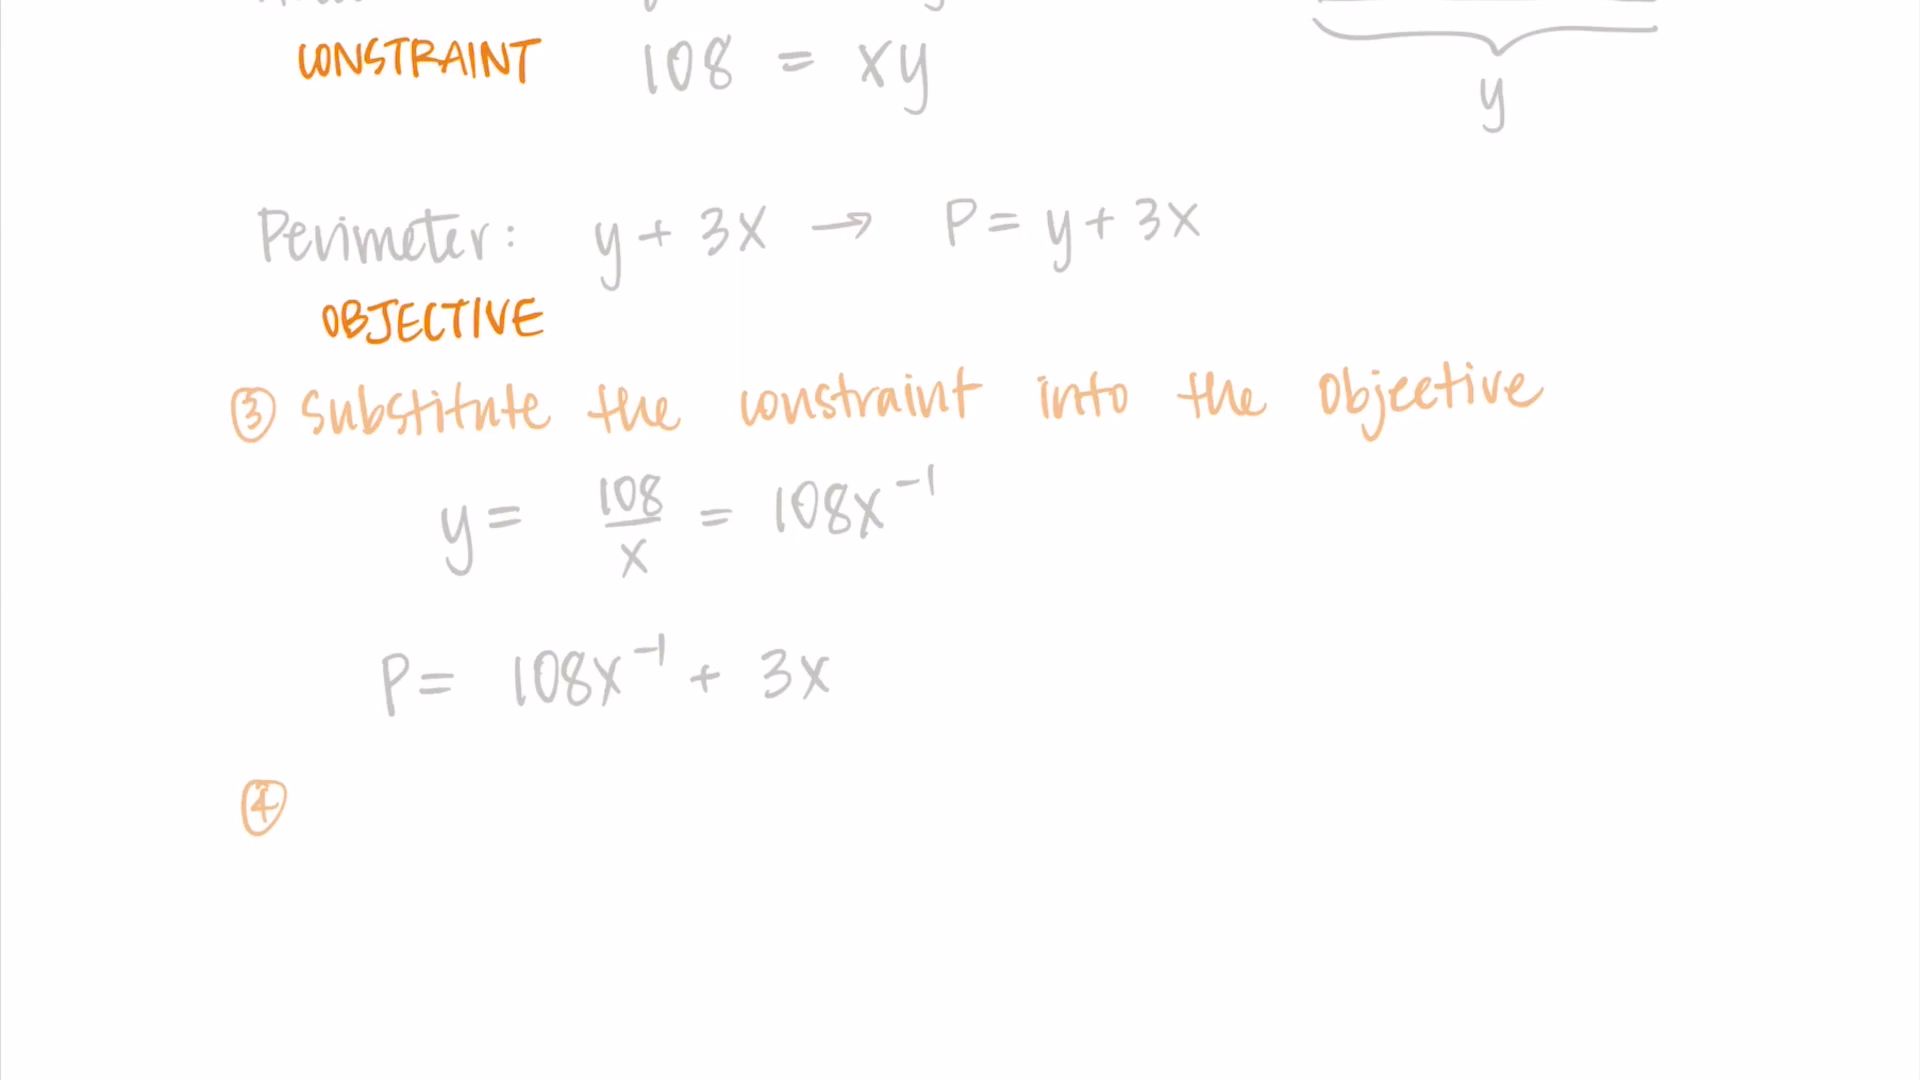 CONSTRAINT 108 = xy
y
Perimeter: y + 3x → P = y + 3x
OBJECTIVE
③ substitute the constraint into the objective
y = 108/x = 108x⁻¹
P = 108x⁻¹ + 3x
④